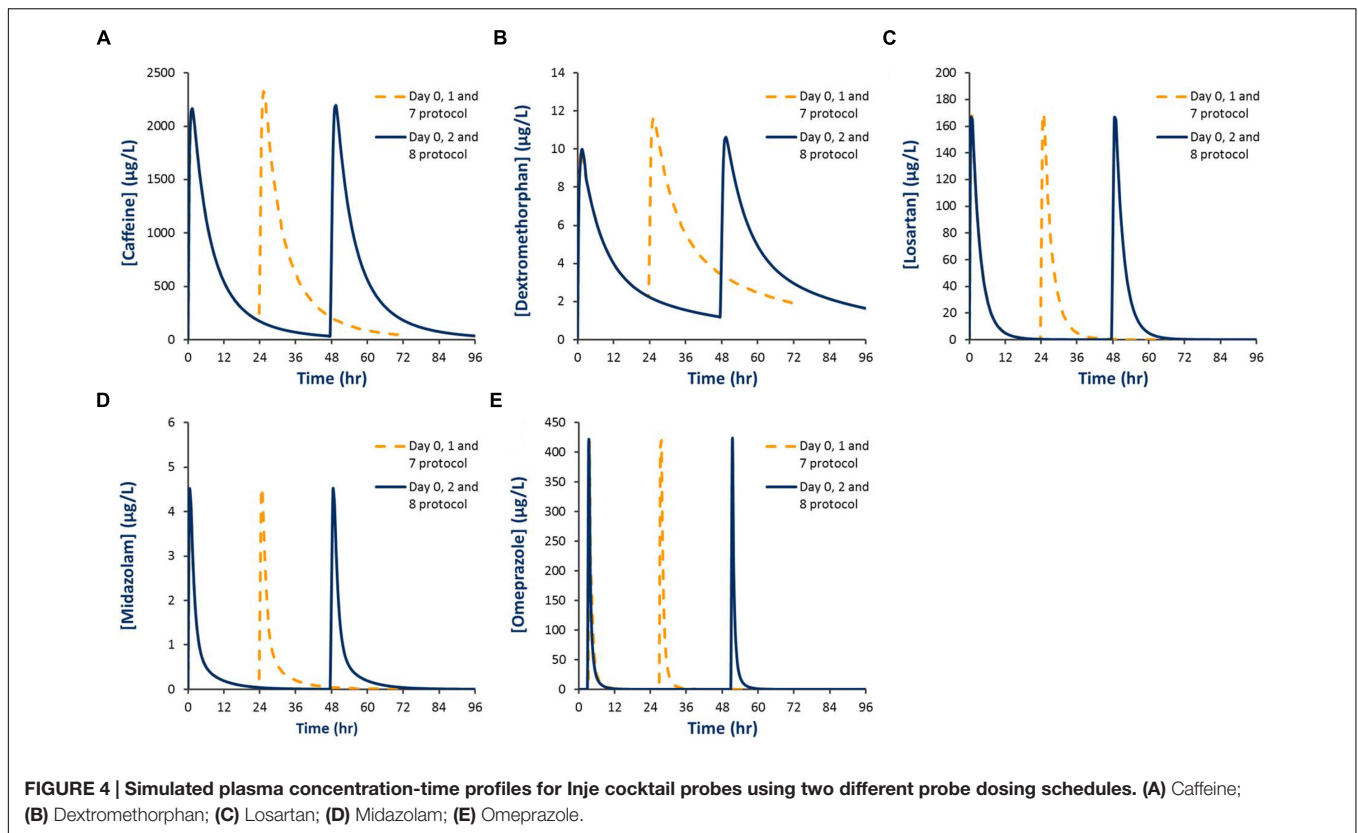 A
[Caffeine] (µg/L)
2500
2000
1500
1000
500
0
0 12 24 36 48 60 72 84 96
Time (hr)
Day 0, 1 and
7 protocol
Day 0, 2 and
8 protocol
B
[Dextromethorphan] (µg/L)
14
12
10
8
6
4
2
0
0 12 24 36 48 60 72 84 96
Time (hr)
Day 0, 1 and
7 protocol
Day 0, 2 and
8 protocol
C
[Losartan] (µg/L)
200
180
160
140
120
100
80
60
40
20
0
0 12 24 36 48 60 72 84 96
Time (hr)
Day 0, 1 and
7 protocol
Day 0, 2 and
8 protocol
D
[Midazolam] (µg/L)
6
5
4
3
2
1
0
0 12 24 36 48 60 72 84 96
Time (hr)
Day 0, 1 and
7 protocol
Day 0, 2 and
8 protocol
E
[Omeprazole] (µg/L)
450
400
350
300
250
200
150
100
50
0
0 12 24 36 48 60 72 84 96
Time (hr)
Day 0, 1 and
7 protocol
Day 0, 2 and
8 protocol
FIGURE 4 | Simulated plasma concentration-time profiles for Inje cocktail probes using two different probe dosing schedules. (A) Caffeine;
(B) Dextromethorphan; (C) Losartan; (D) Midazolam; (E) Omeprazole.